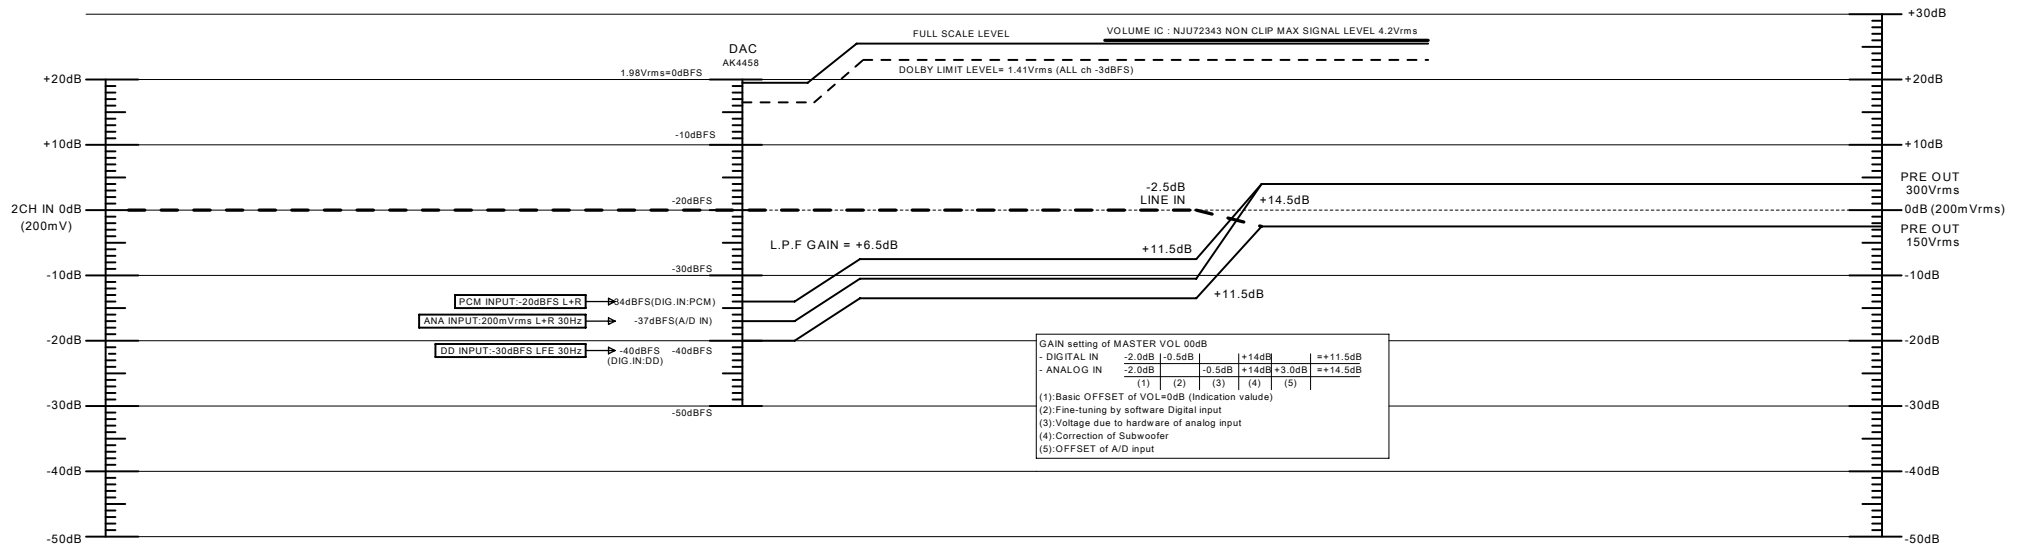 +30dB
FULL SCALE LEVEL
VOLUME IC : NJU72343 NON CLIP MAX SIGNAL LEVEL 4.2Vrms
DAC
AK4458
1.98Vrms=0dBFS
DOLBY LIMIT LEVEL= 1.41Vrms (ALL ch -3dBFS)
+20dB
+20dB
-10dBFS
+10dB
+10dB
-2.5dB
LINE IN
PRE OUT
300Vrms
-20dBFS
+14.5dB
2CH IN 0dB
(200mV)
0dB (200mVrms)
PRE OUT
150Vrms
L.P.F GAIN = +6.5dB
+11.5dB
-30dBFS
-10dB
-10dB
+11.5dB
PCM INPUT:-20dBFS L+R
-34dBFS(DIG.IN:PCM)
ANA INPUT:200mVrms L+R 30Hz
-37dBFS(A/D IN)
-20dB
-20dB
DD INPUT:-30dBFS LFE 30Hz
-40dBFS
(DIG.IN:DD)
-40dBFS
GAIN setting of MASTER VOL 00dB
- DIGITAL IN -2.0dB -0.5dB +14dB =+11.5dB
- ANALOG IN -2.0dB -0.5dB +14dB +3.0dB =+14.5dB
(1) (2) (3) (4) (5)
(1):Basic OFFSET of VOL=0dB (Indication valude)
(2):Fine-tuning by software Digital input
(3):Voltage due to hardware of analog input
(4):Correction of Subwoofer
(5):OFFSET of A/D input
-30dB
-50dBFS
-30dB
-40dB
-40dB
-50dB
-50dB